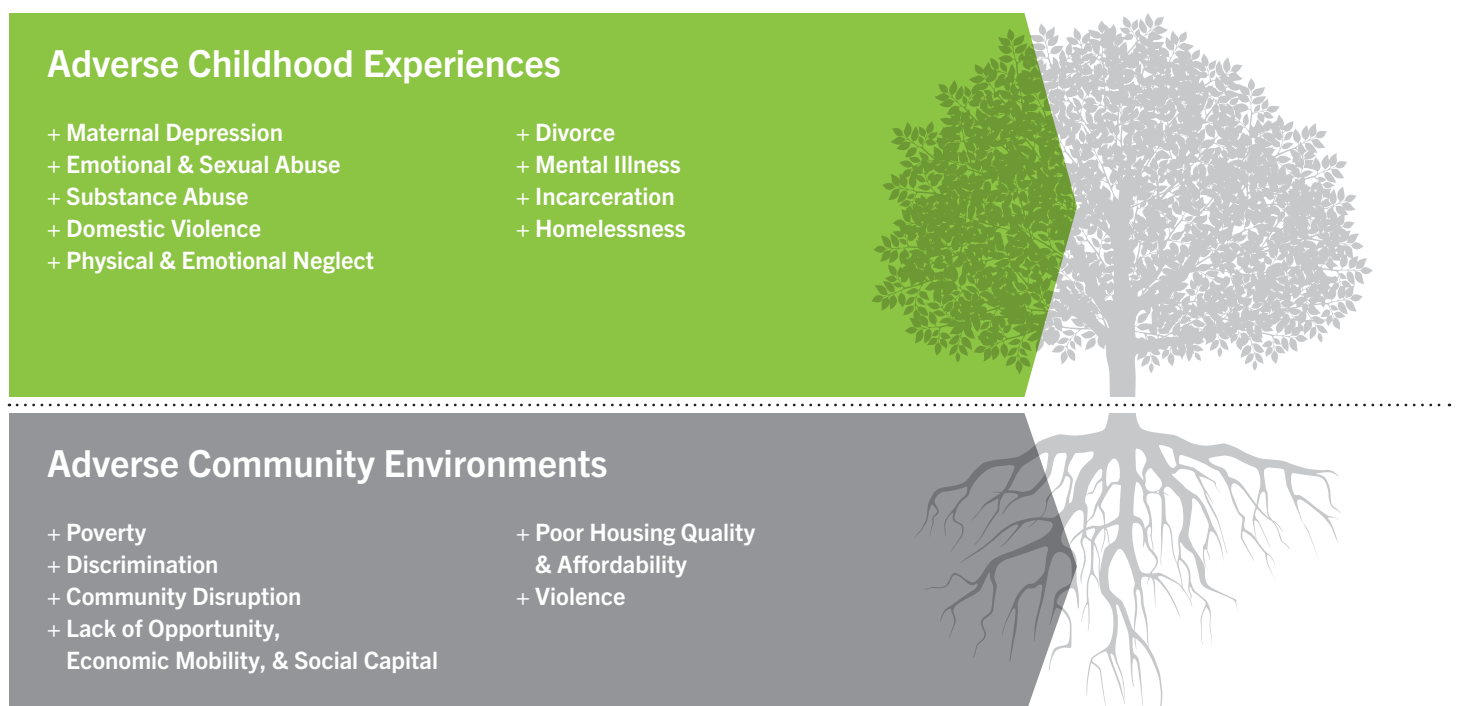 Adverse Childhood Experiences
+ Maternal Depression
+ Emotional & Sexual Abuse
+ Substance Abuse
+ Domestic Violence
+ Physical & Emotional Neglect
+ Divorce
+ Mental Illness
+ Incarceration
+ Homelessness
Adverse Community Environments
+ Poverty
+ Discrimination
+ Community Disruption
+ Lack of Opportunity,
Economic Mobility, & Social Capital
+ Poor Housing Quality
& Affordability
+ Violence